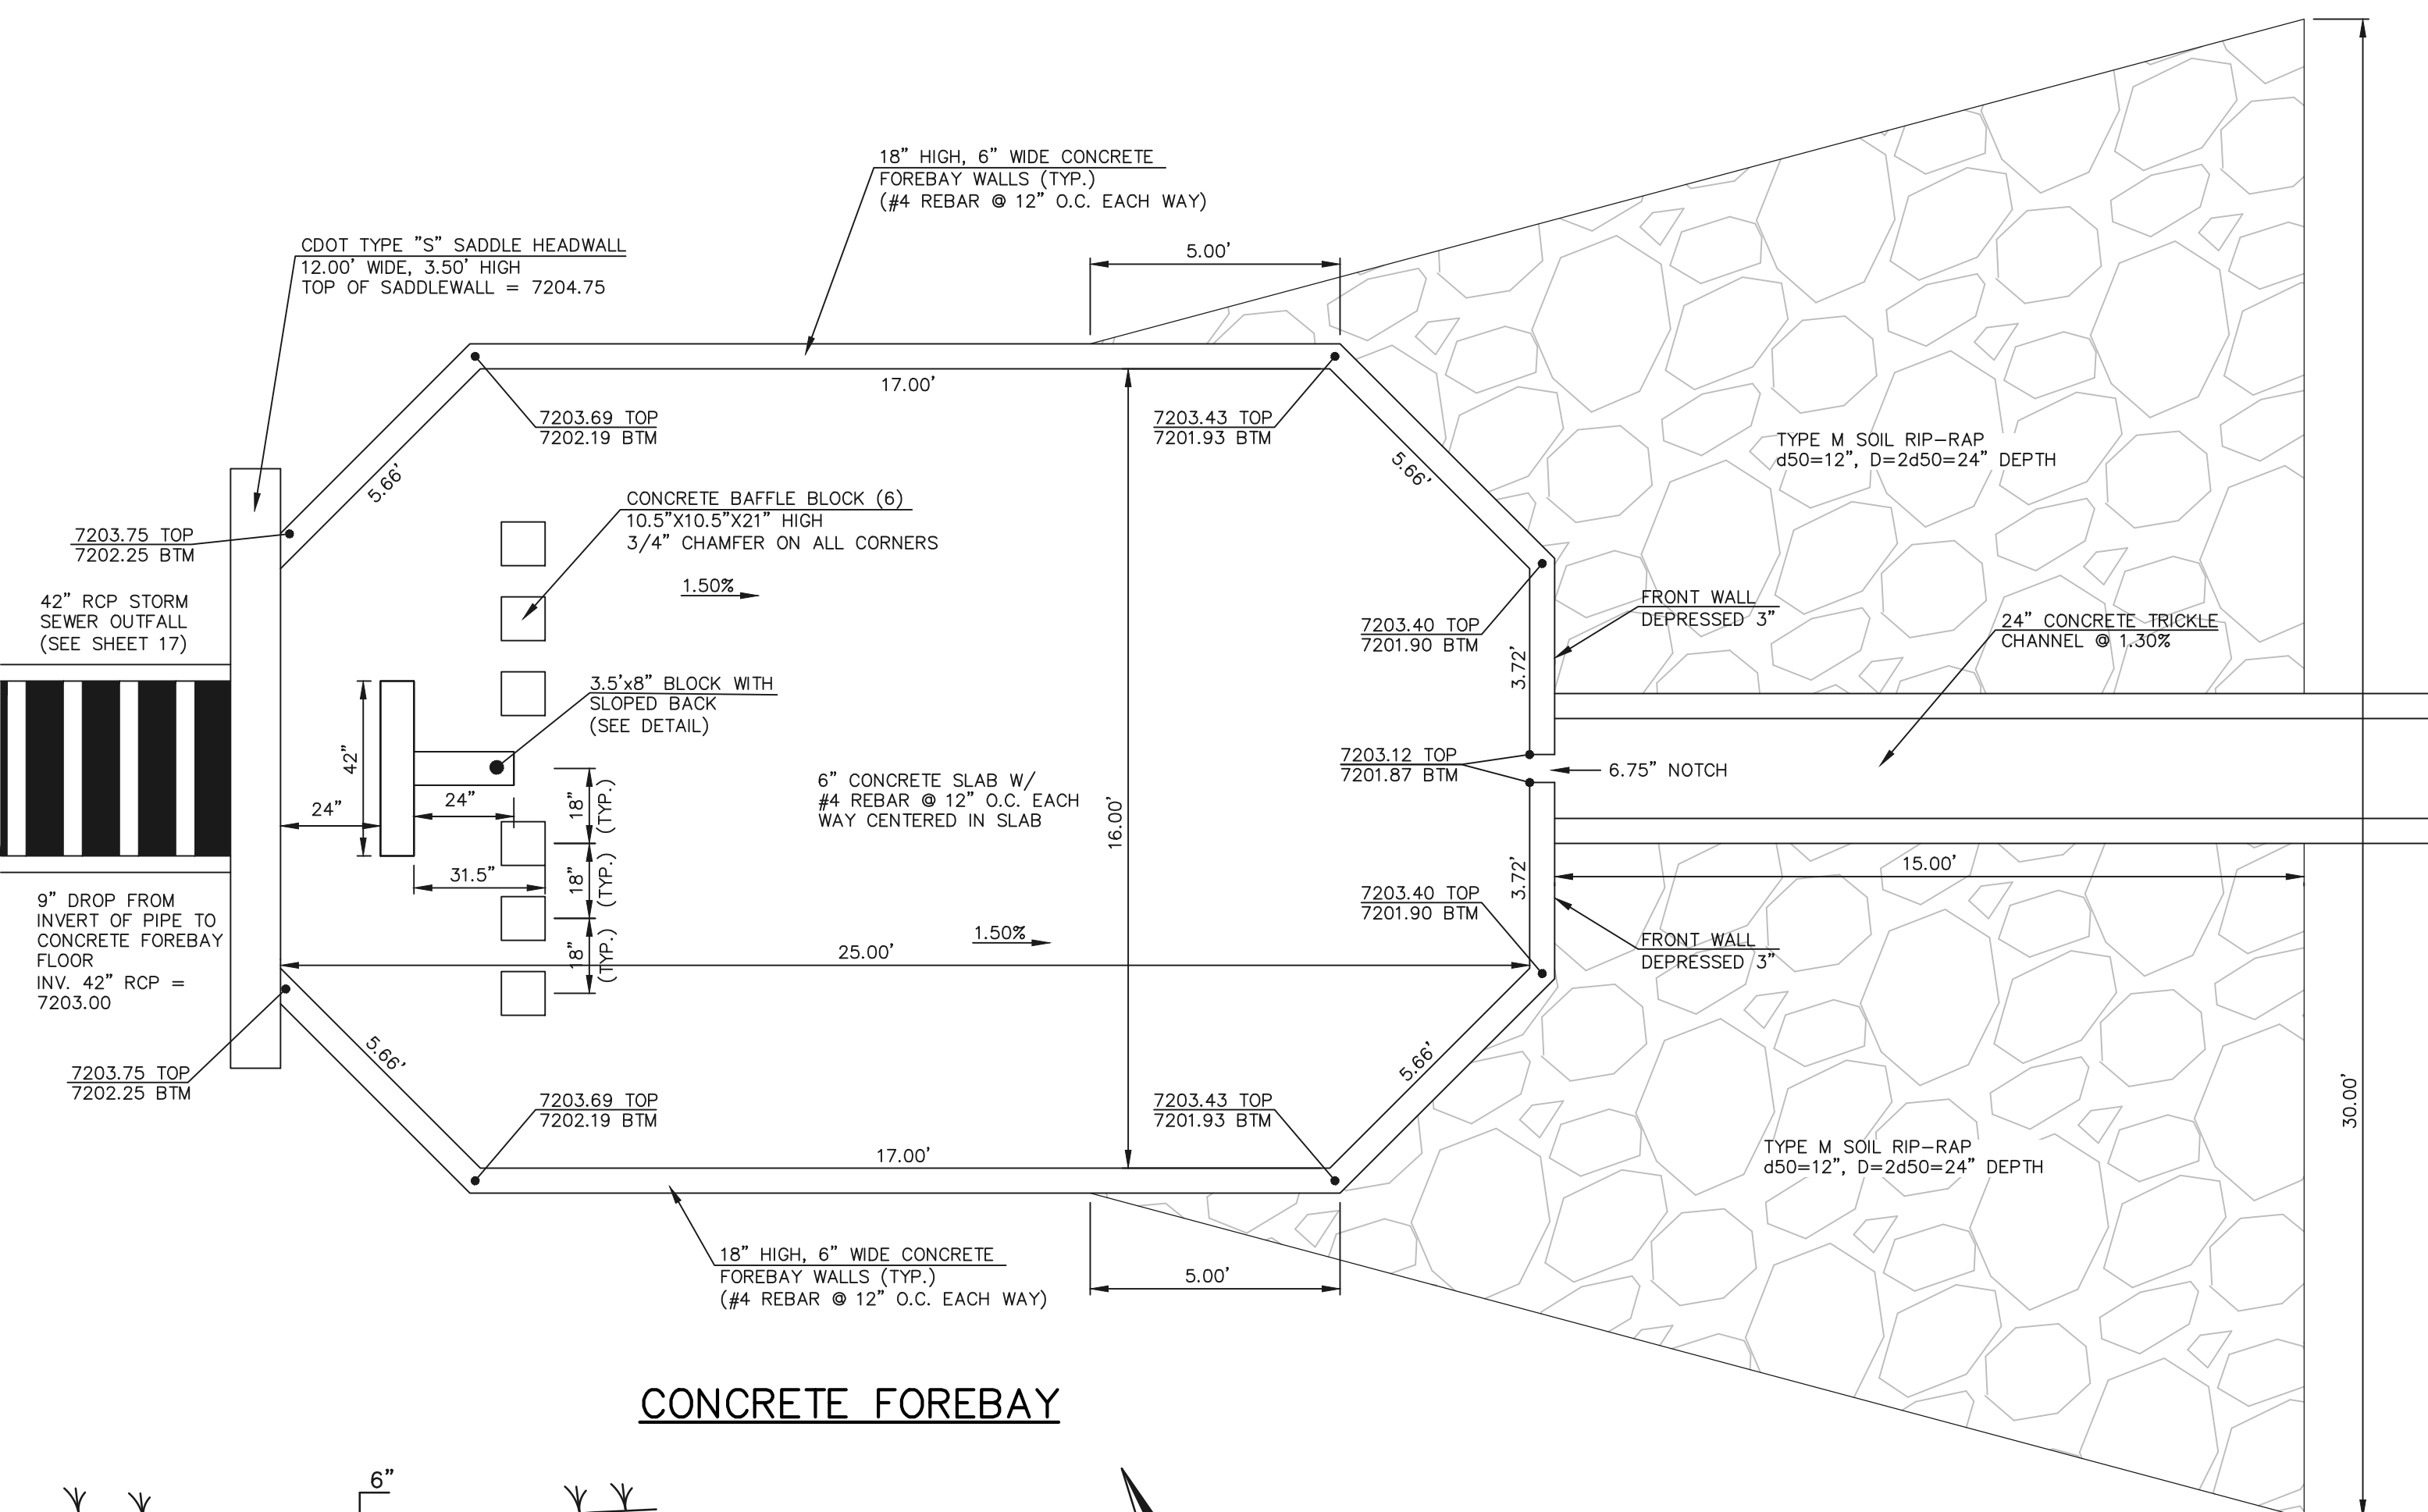 18” HIGH, 6” WIDE CONCRETE
FOREBAY WALLS (TYP.)
(#4 REBAR @ 12” O.C. EACH WAY)
CDOT TYPE ”S” SADDLE HEADWALL
12.00’ WIDE, 3.50’ HIGH
TOP OF SADDLEWALL = 7204.75
5.00’
17.00’
7203.69 TOP
7202.19 BTM
7203.43 TOP
7201.93 BTM
5.66’
5.66’
TYPE M SOIL RIP-RAP
d50=12”, D=2d50=24” DEPTH
CONCRETE BAFFLE BLOCK (6)
10.5”X10.5”X21” HIGH
3/4” CHAMFER ON ALL CORNERS
7203.75 TOP
7202.25 BTM
1.50%
42” RCP STORM
SEWER OUTFALL
(SEE SHEET 17)
7203.40 TOP
7201.90 BTM
FRONT WALL
DEPRESSED 3”
24” CONCRETE TRICKLE
CHANNEL @ 1.30%
3.72’
3.5’x8” BLOCK WITH
SLOPED BACK
(SEE DETAIL)
42”
7203.12 TOP
7201.87 BTM
6.75” NOTCH
6” CONCRETE SLAB W/
#4 REBAR @ 12” O.C. EACH
WAY CENTERED IN SLAB
24”
24”
18”
(TYP.)
16.00’
31.5”
18”
(TYP.)
3.72’
15.00’
9” DROP FROM
INVERT OF PIPE TO
CONCRETE FOREBAY
FLOOR
INV. 42” RCP =
7203.00
7203.40 TOP
7201.90 BTM
18”
(TYP.)
1.50%
25.00’
FRONT WALL
DEPRESSED 3”
7203.75 TOP
7202.25 BTM
5.66’
5.66’
7203.69 TOP
7202.19 BTM
7203.43 TOP
7201.93 BTM
30.00’
17.00’
TYPE M SOIL RIP-RAP
d50=12”, D=2d50=24” DEPTH
18” HIGH, 6” WIDE CONCRETE
FOREBAY WALLS (TYP.)
(#4 REBAR @ 12” O.C. EACH WAY)
5.00’
CONCRETE FOREBAY
6”